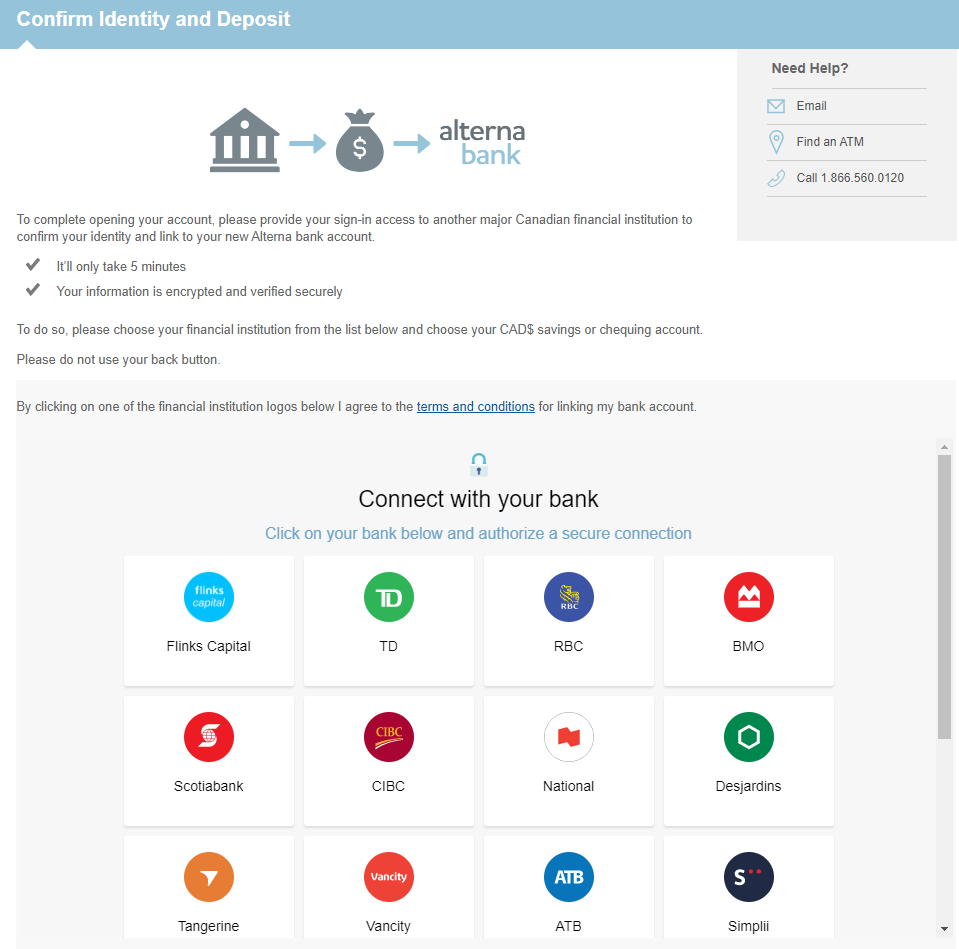 Confirm Identity and Deposit
Need Help?
Email
Find an ATM
Call 1.866.560.0120
$
alterna
bank
To complete opening your account, please provide your sign-in access to another major Canadian financial institution to
confirm your identity and link to your new Alterna bank account.
It'll only take 5 minutes
Your information is encrypted and verified securely
To do so, please choose your financial institution from the list below and choose your CAD$ savings or chequing account.
Please do not use your back button.
By clicking on one of the financial institution logos below I agree to the terms and conditions for linking my bank account.
Connect with your bank
Click on your bank below and authorize a secure connection
flinks
capital
Flinks Capital
TD
TD
RBC
RBC
BMO
S
Scotiabank
CIBC
CIBC
National
Desjardins
Tangerine
Vancity
Vancity
ATB
ATB
S
Simplii